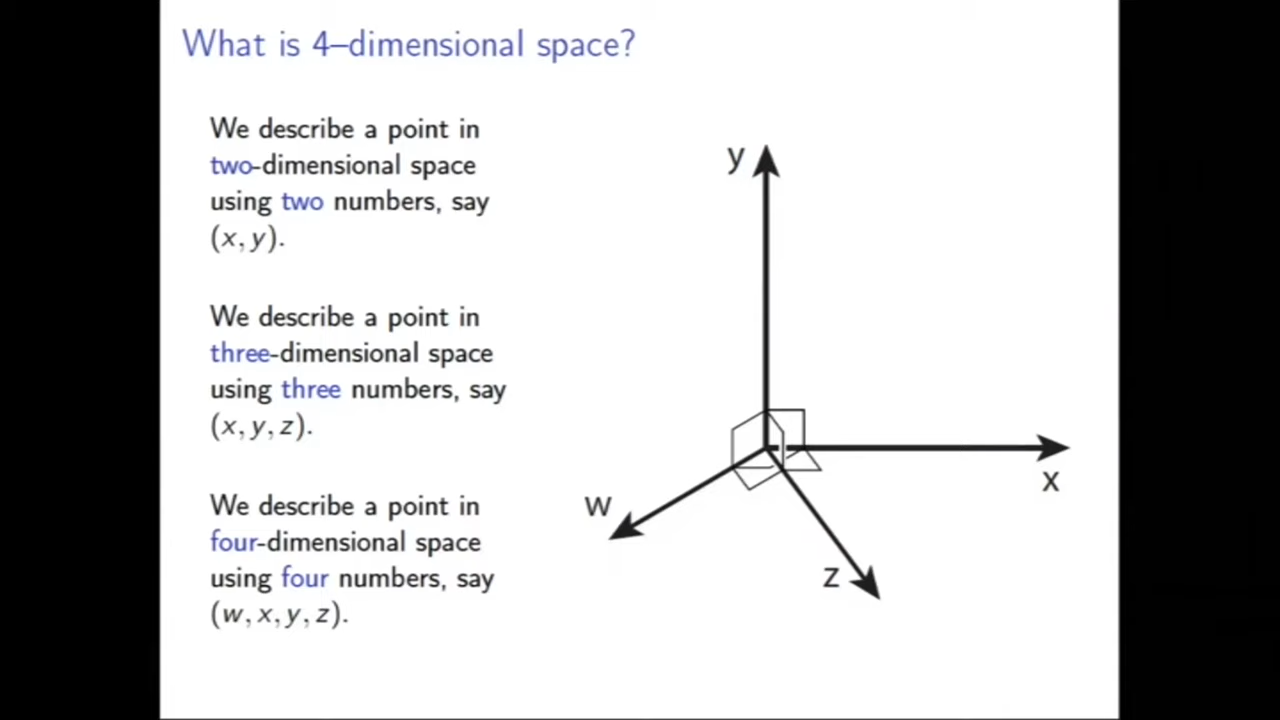 What is 4–dimensional space?
We describe a point in
two-dimensional space
using two numbers, say
(x, y).
We describe a point in
three-dimensional space
using three numbers, say
(x, y, z).
We describe a point in
four-dimensional space
using four numbers, say
(w, x, y, z).
y
x
w
z